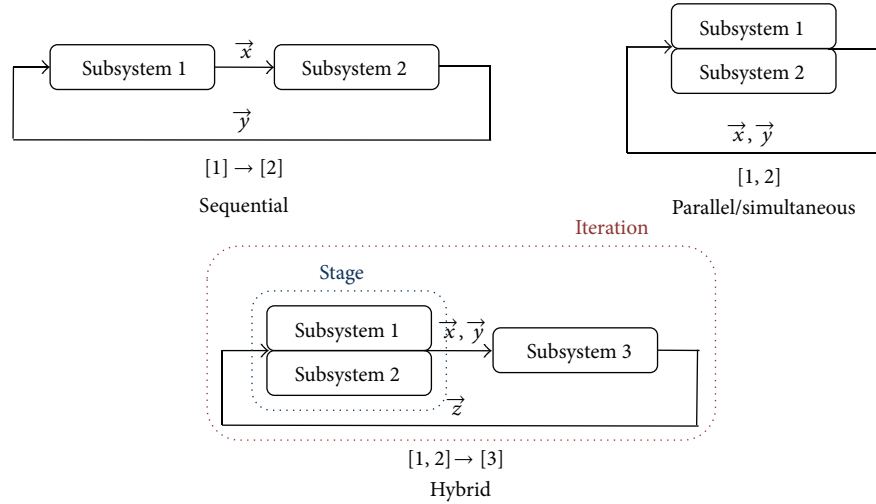 Subsystem 1
x⃗
Subsystem 2
y⃗
[1] → [2]
Sequential
Subsystem 1
Subsystem 2
x⃗, y⃗
[1, 2]
Parallel/simultaneous
Iteration
Stage
Subsystem 1
Subsystem 2
x⃗, y⃗
Subsystem 3
z⃗
[1, 2] → [3]
Hybrid